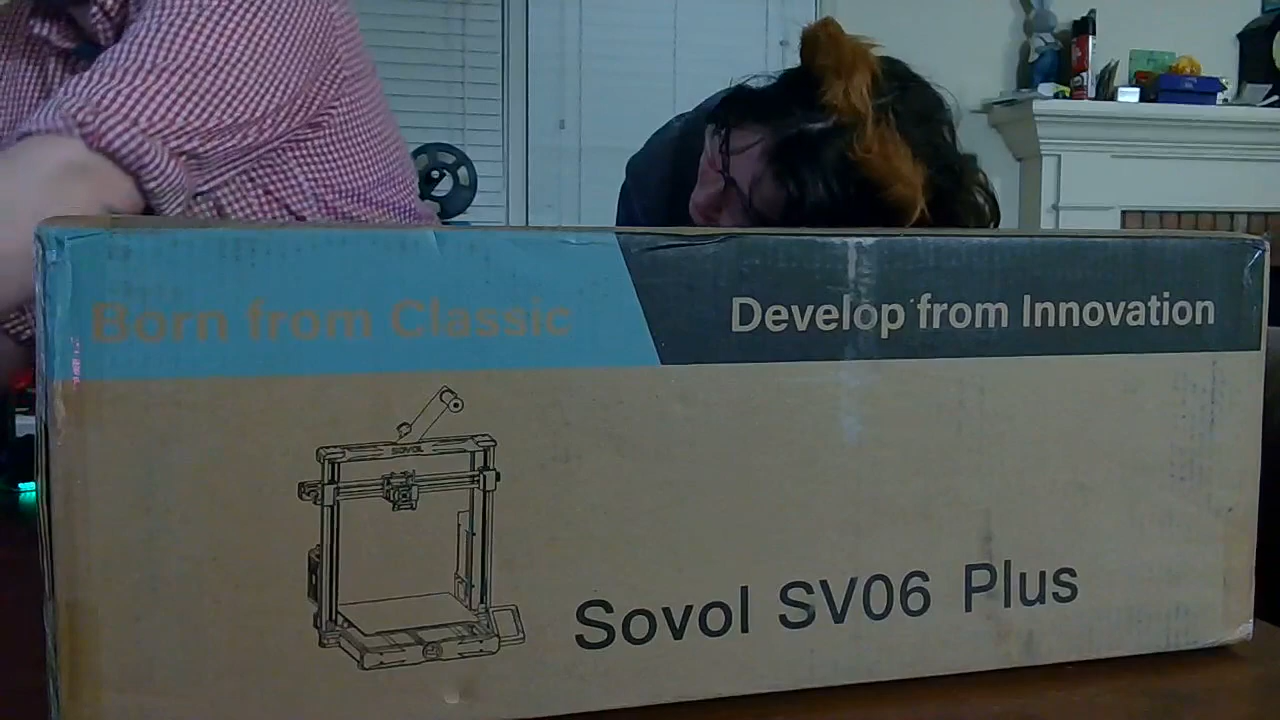 Born from Classic
Develop from Innovation
SOVOL
Sovol SV06 Plus